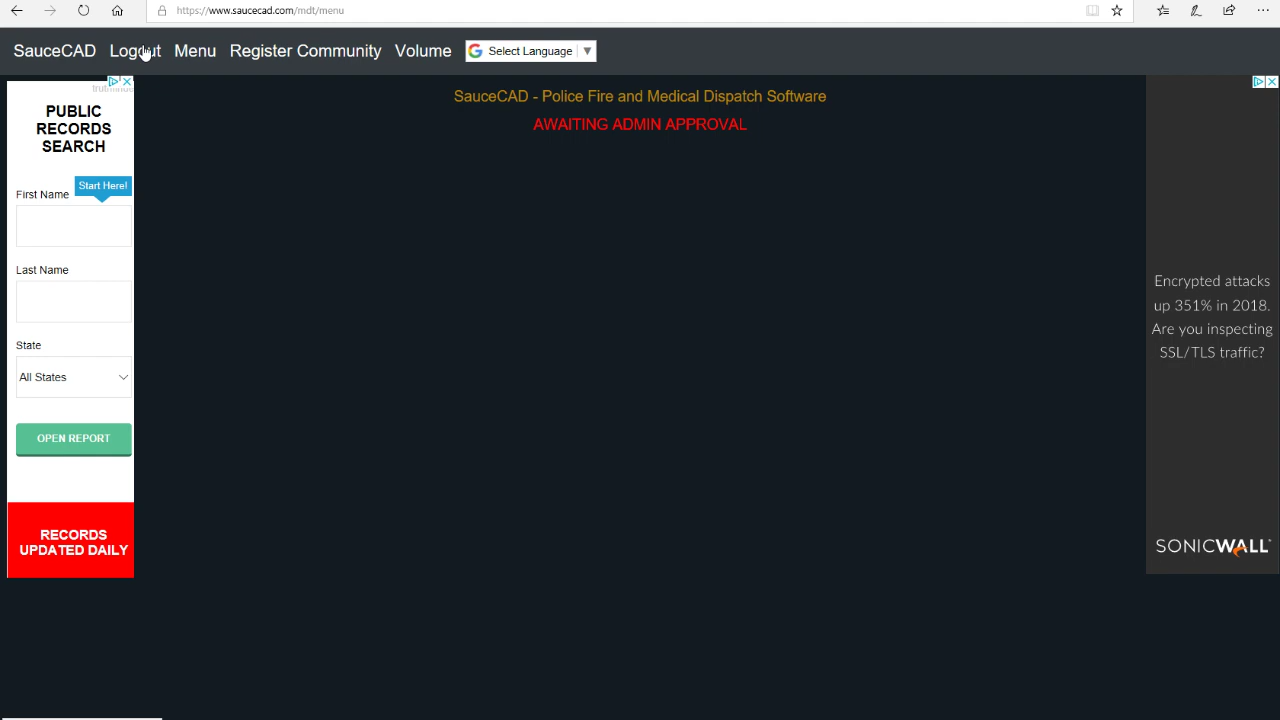 https://www.saucecad.com/mdt/menu
SauceCAD Logout Menu Register Community Volume Select Language ▼
SauceCAD - Police Fire and Medical Dispatch Software
AWAITING ADMIN APPROVAL
PUBLIC
RECORDS
SEARCH
Start Here!
First Name
Last Name
State
All States
OPEN REPORT
RECORDS
UPDATED DAILY
Encrypted attacks
up 351% in 2018.
Are you inspecting
SSL/TLS traffic?
SONICWALL